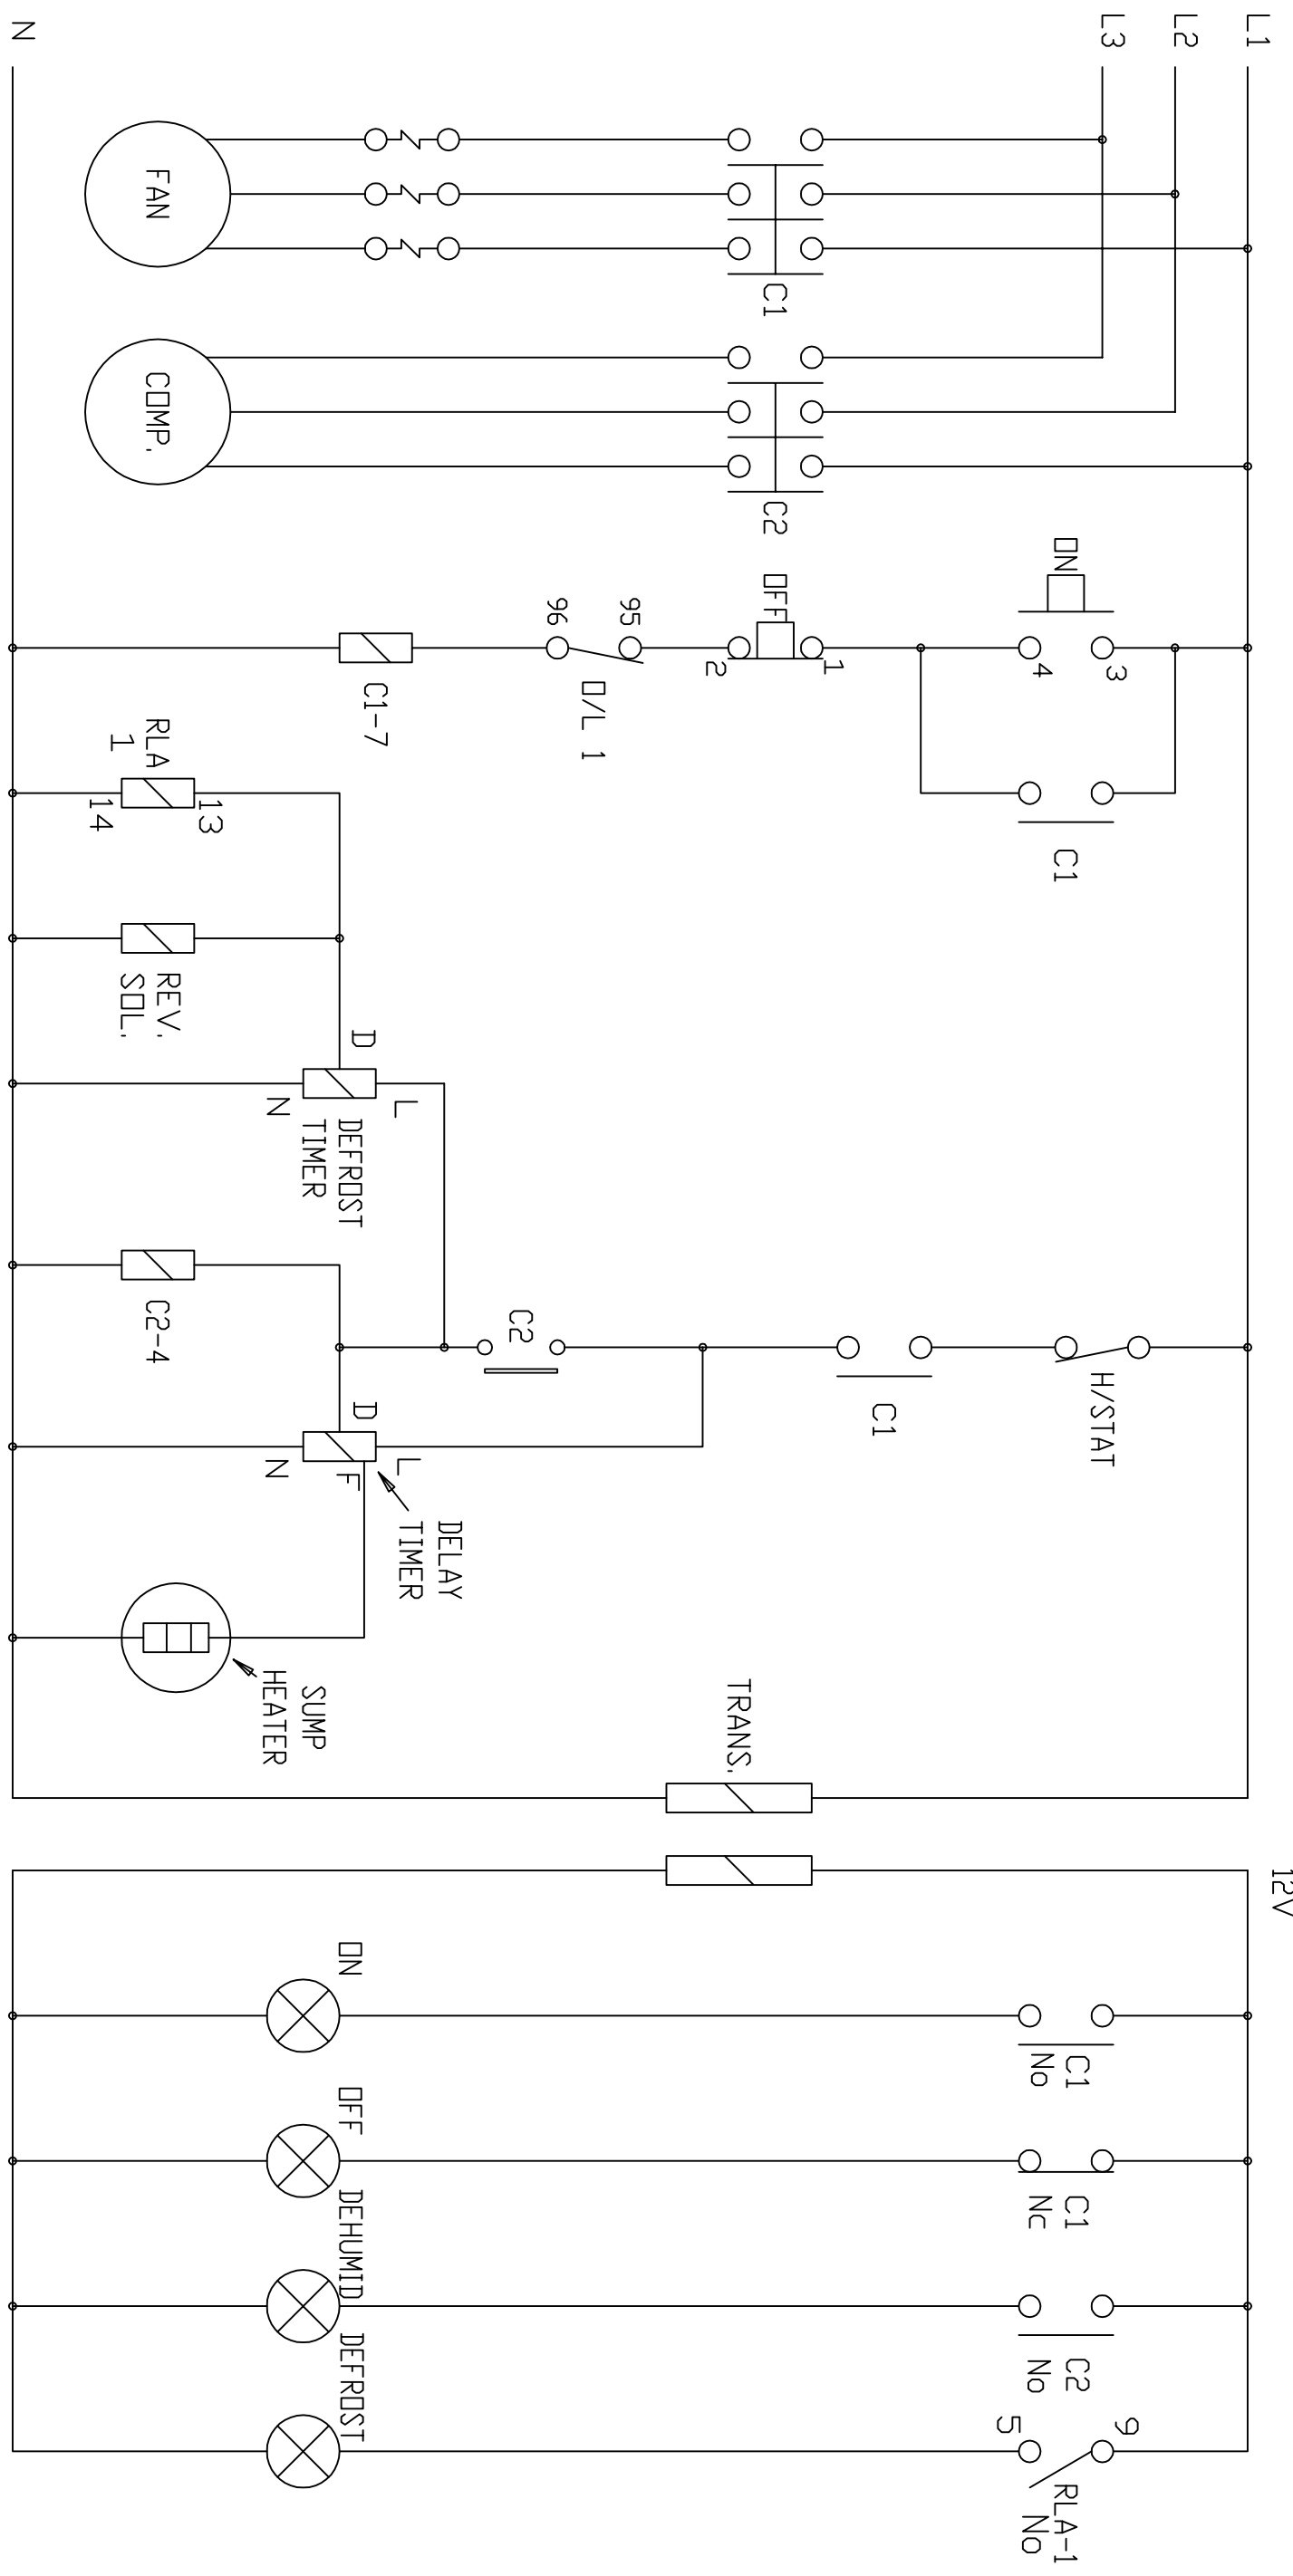 L1
L2
L3
N
FAN
C1
COMP.
C2
ON
3
4
C1
OFF
1
2
95
96
O/L 1
C1-7
RLA
1
13
14
REV.
SOL.
D
L
N
DEFROST
TIMER
C2-4
H/STAT
C1
C2
D
L
F
N
DELAY
TIMER
SUMP
HEATER
TRANS.
12V
ON
C1
No
OFF
C1
Nc
DEHUMID
C2
No
DEFROST
9
5
RLA-1
No